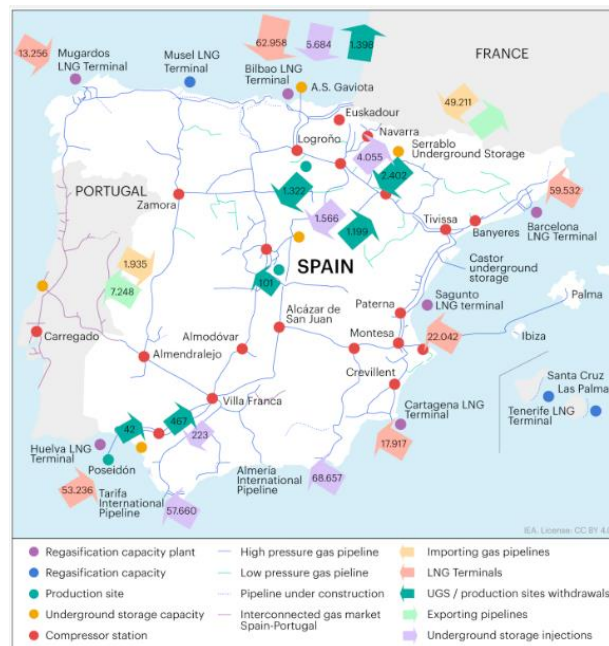 13.256
Mugardos
LNG Terminal
Musel LNG
Terminal
62.958
5.684
1.398
Bilbao LNG
Terminal
A.S. Gaviota
FRANCE
49.211
Euskadour
Navarra
Logroño
4.055
Serrablo
Underground Storage
2.402
PORTUGAL
Zamora
1.322
1.566
1.199
59.532
Tivissa
Banyeres
Barcelona
LNG Terminal
SPAIN
Castor
underground
storage
1.935
7.248
101
Sagunto
LNG terminal
Palma
Paterna
Alcázar de
San Juan
Carregado
Almodóvar
Montesa
22.042
Ibiza
Almendralejo
Crevillent
Santa Cruz
Las Palma
Villa Franca
Cartagena LNG
Terminal
Tenerife LNG
Terminal
42
467
223
Huelva LNG
Terminal
Poseidón
Almería
International
Pipeline
17.917
68.657
53.236
Tarifa
International
Pipeline
57.660
IEA. License: CC BY 4.0
Regasification capacity plant
High pressure gas pipeline
Importing gas pipelines
Regasification capacity
Low pressure gas pieline
LNG Terminals
Production site
Pipeline under construction
UGS / production sites withdrawals
Underground storage capacity
Interconnected gas market
Spain-Portugal
Exporting pipelines
Compressor station
Underground storage injections